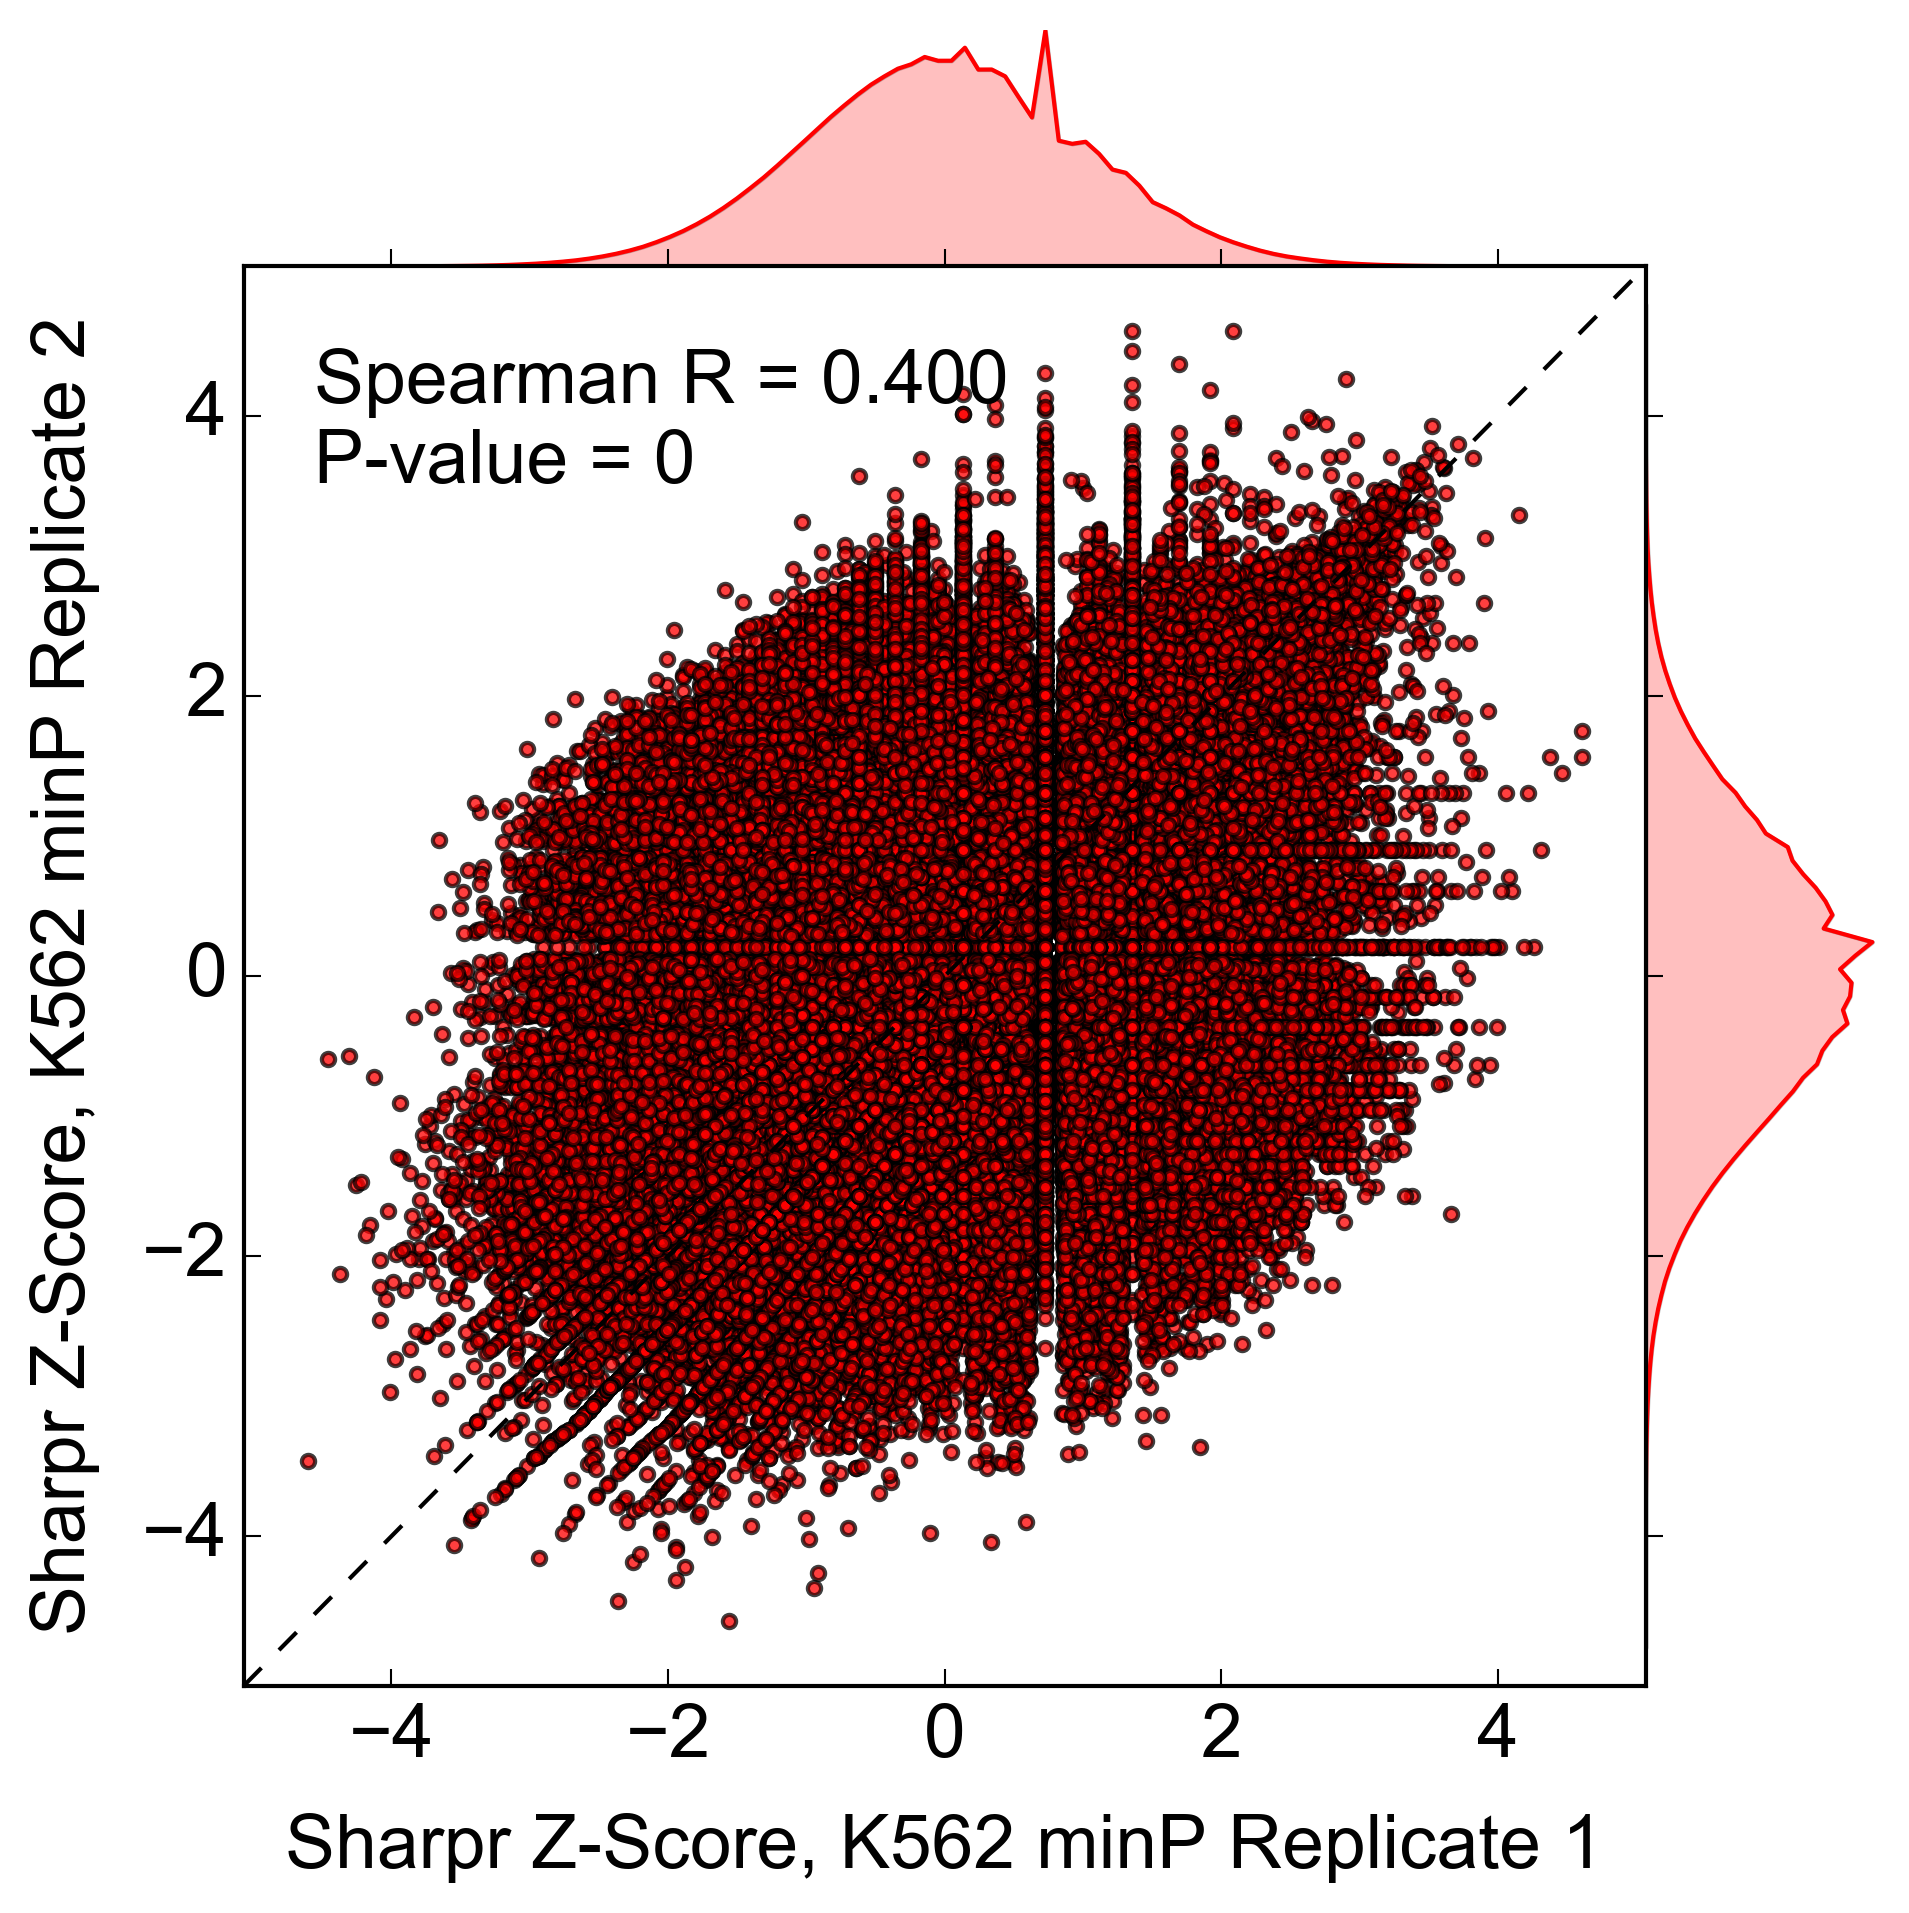 Spearman R = 0.400
P-value = 0
4
2
0
−2
−4
−4
−2
0
2
4
Sharpr Z-Score, K562 minP Replicate 2
Sharpr Z-Score, K562 minP Replicate 1